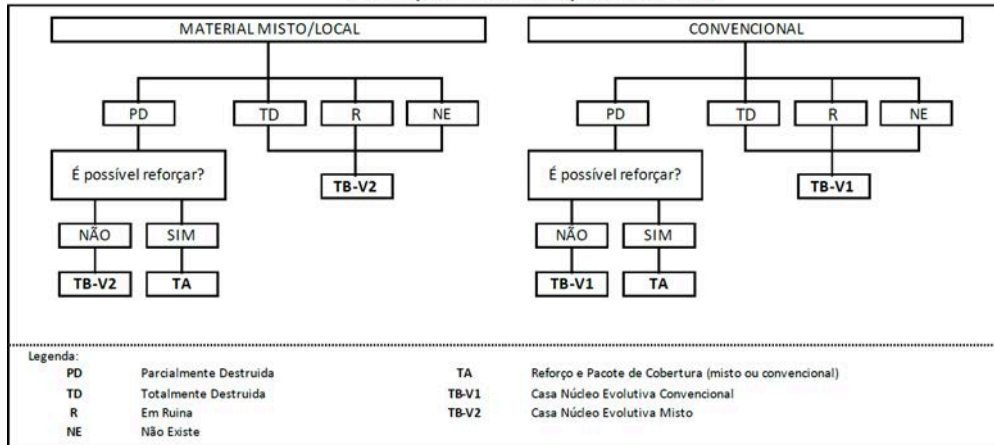 MATERIAL MISTO/LOCAL
PD
TD
R
NE
É possível reforçar?
TB-V2
NÃO
SIM
TB-V2
TA
CONVENCIONAL
PD
TD
R
NE
É possível reforçar?
TB-V1
NÃO
SIM
TB-V1
TA
Legenda:
PD Parcialmente Destruida
TD Totalmente Destruida
R Em Ruina
NE Não Existe
TA Reforço e Pacote de Cobertura (misto ou convencional)
TB-V1 Casa Núcleo Evolutiva Convencional
TB-V2 Casa Núcleo Evolutiva Misto